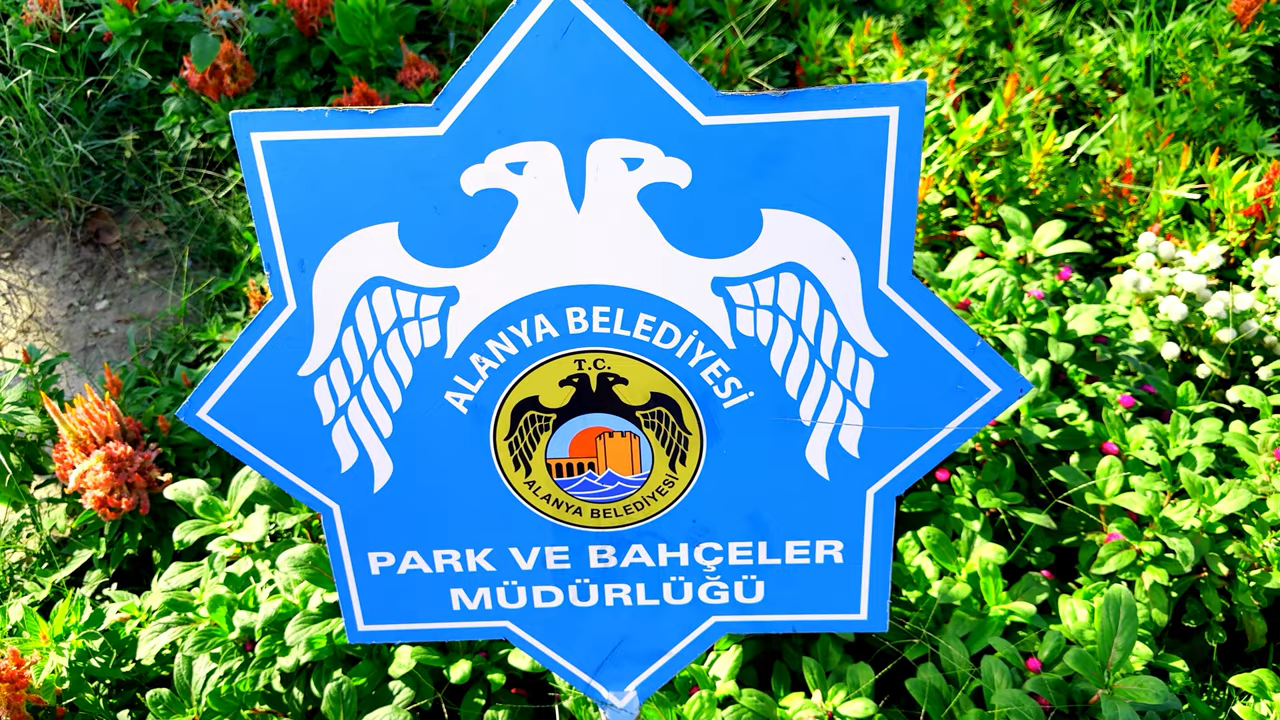 ALANYA BELEDİYESİ
T.C.
ALANYA BELEDİYESİ
PARK VE BAHÇELER
MÜDÜRLÜĞÜ